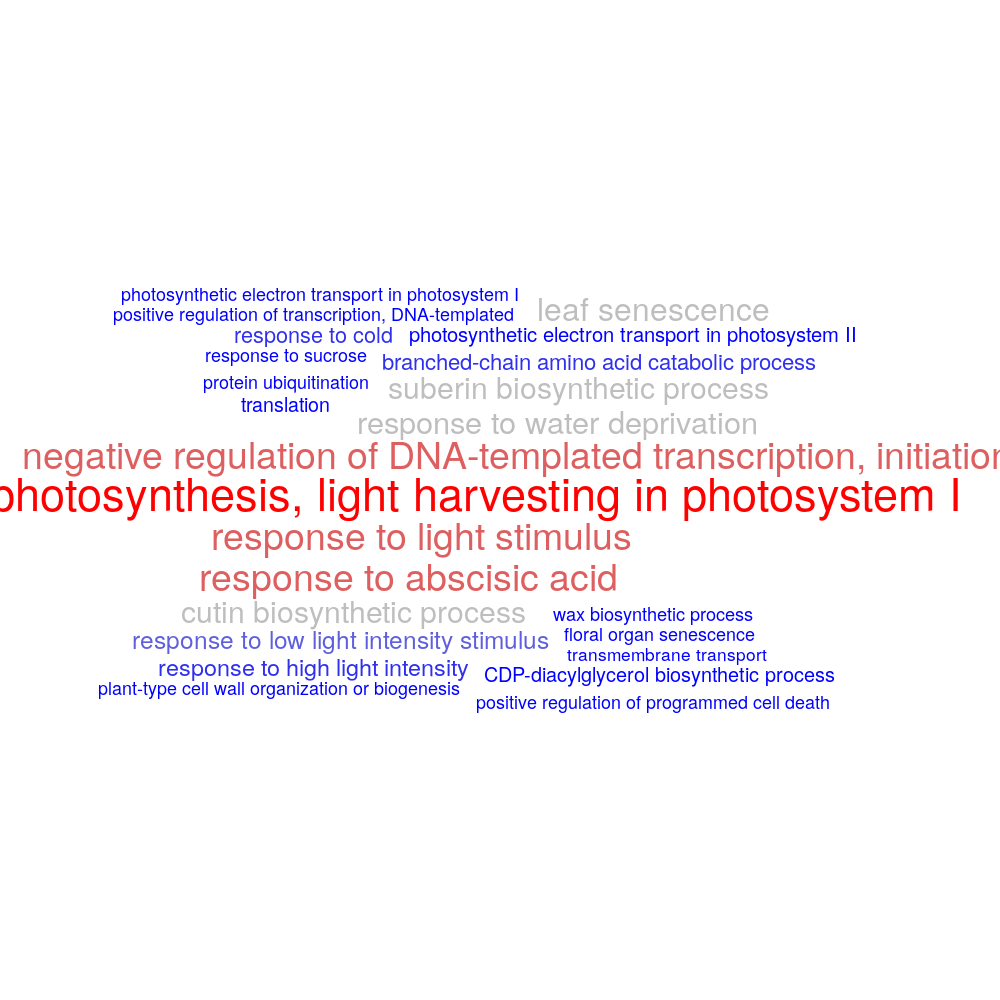 photosynthetic electron transport in photosystem I
positive regulation of transcription, DNA-templated
leaf senescence
response to cold
photosynthetic electron transport in photosystem II
response to sucrose
branched-chain amino acid catabolic process
protein ubiquitination
suberin biosynthetic process
translation
response to water deprivation
negative regulation of DNA-templated transcription, initiation
photosynthesis, light harvesting in photosystem I
response to light stimulus
response to abscisic acid
cutin biosynthetic process
wax biosynthetic process
floral organ senescence
response to low light intensity stimulus
transmembrane transport
response to high light intensity
CDP-diacylglycerol biosynthetic process
plant-type cell wall organization or biogenesis
positive regulation of programmed cell death